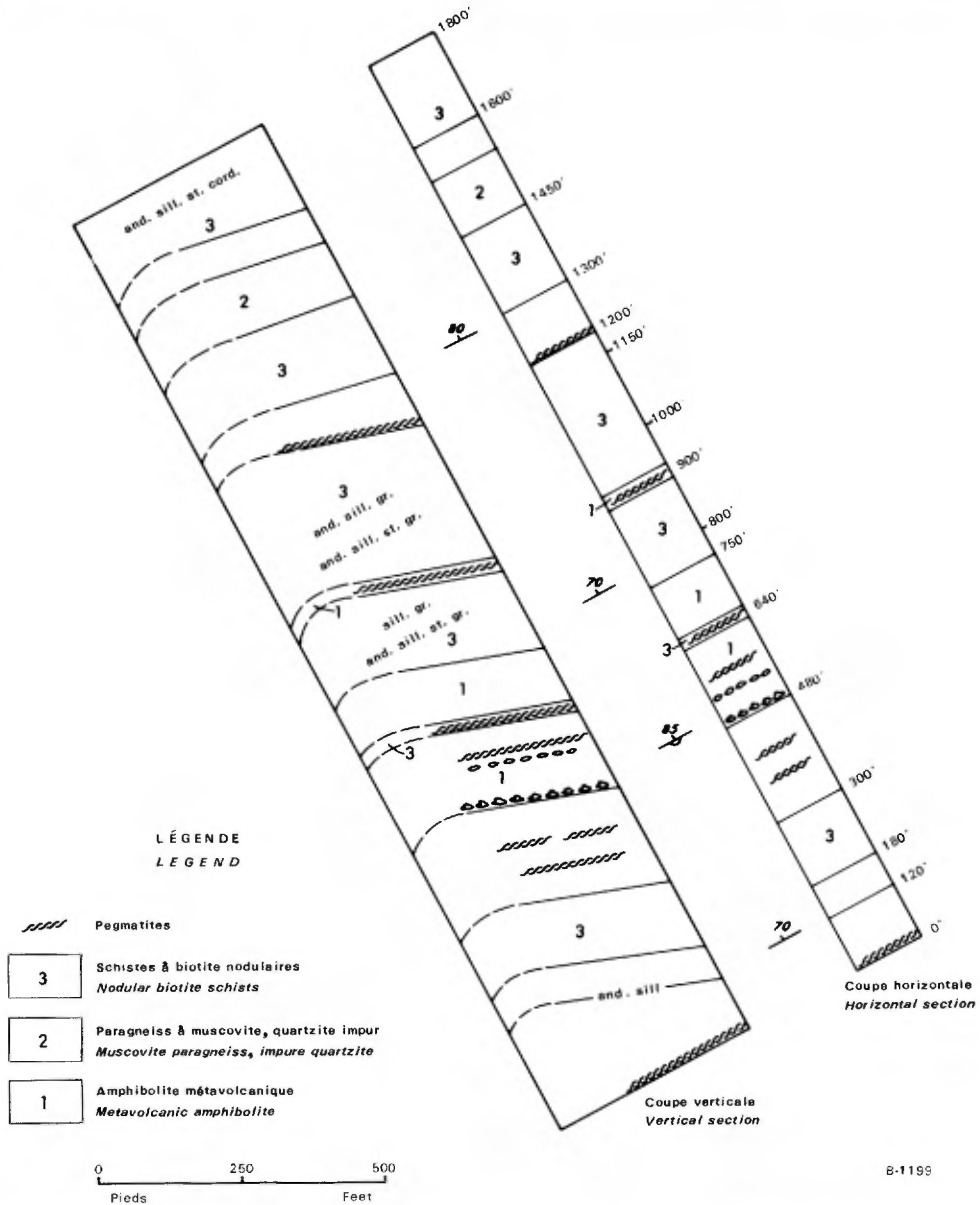 and. sill. st. cord.
3
2
3
3
and. sill. gr.
and. sill. st. gr.
1
sill. gr.
and. sill. st. gr.
3
1
3
1
3
and. sill
Coupe verticale
Vertical section
80
70
85
70
1800'
3
1600'
2
1450'
3
1300'
1200'
1150'
3
1000'
900'
1
3
800'
750'
1
640'
3
1
480'
300'
3
180'
120'
0'
Coupe horizontale
Horizontal section
LÉGENDE
LEGEND
Pegmatites
3
Schistes à biotite nodulaires
Nodular biotite schists
2
Paragneiss à muscovite, quartzite impur
Muscovite paragneiss, impure quartzite
1
Amphibolite métavolcanique
Metavolcanic amphibolite
0 250 500
Pieds Feet
B-1199